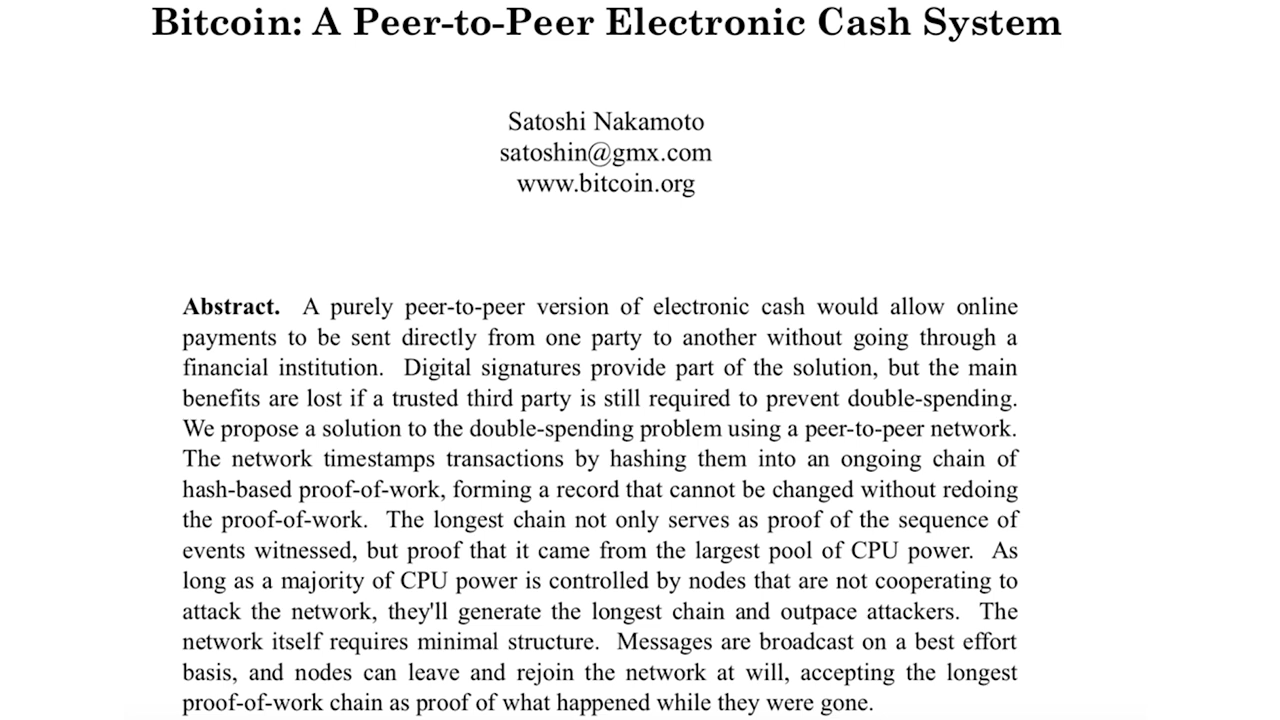 Bitcoin: A Peer-to-Peer Electronic Cash System
Satoshi Nakamoto
satoshin@gmx.com
www.bitcoin.org
Abstract. A purely peer-to-peer version of electronic cash would allow online
payments to be sent directly from one party to another without going through a
financial institution. Digital signatures provide part of the solution, but the main
benefits are lost if a trusted third party is still required to prevent double-spending.
We propose a solution to the double-spending problem using a peer-to-peer network.
The network timestamps transactions by hashing them into an ongoing chain of
hash-based proof-of-work, forming a record that cannot be changed without redoing
the proof-of-work. The longest chain not only serves as proof of the sequence of
events witnessed, but proof that it came from the largest pool of CPU power. As
long as a majority of CPU power is controlled by nodes that are not cooperating to
attack the network, they'll generate the longest chain and outpace attackers. The
network itself requires minimal structure. Messages are broadcast on a best effort
basis, and nodes can leave and rejoin the network at will, accepting the longest
proof-of-work chain as proof of what happened while they were gone.